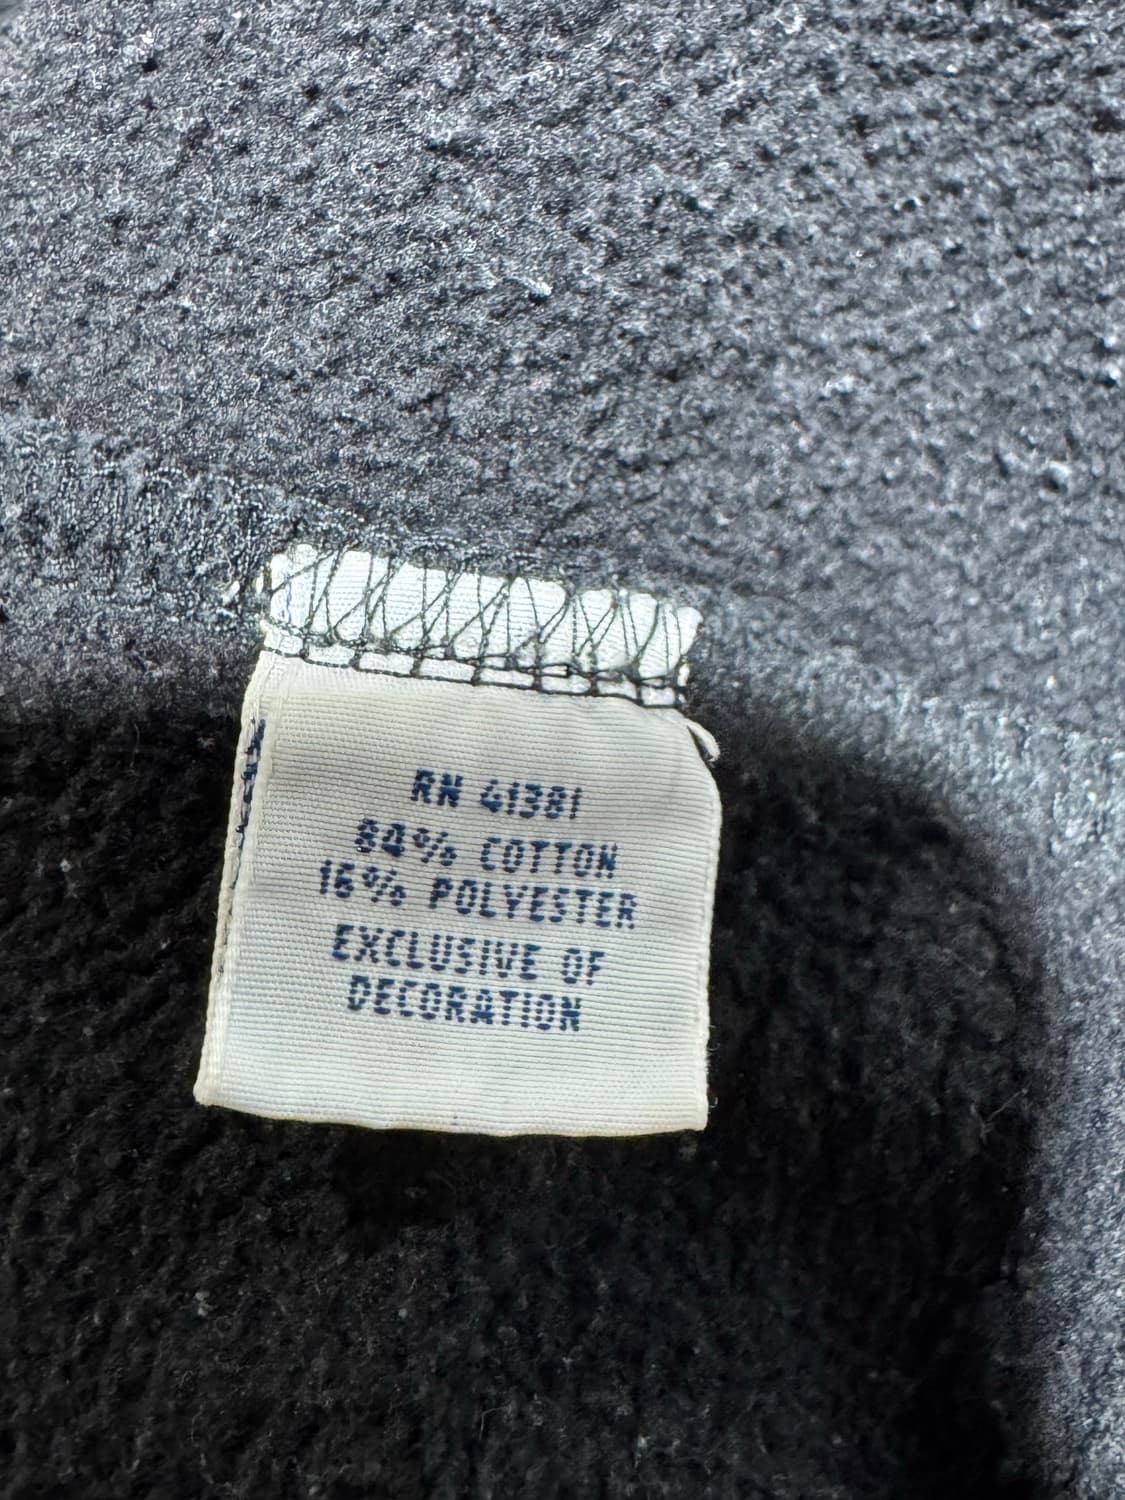 RN 41381
84% COTTON
16% POLYESTER
EXCLUSIVE OF
DECORATION